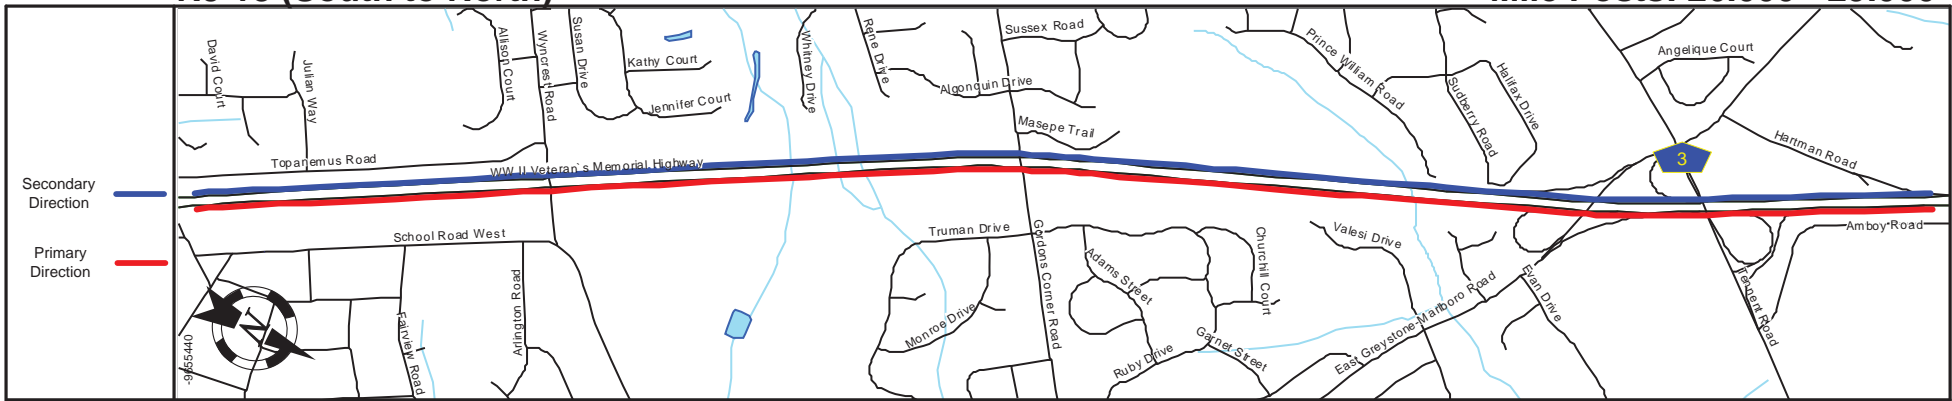 Secondary
Direction
Primary
Direction
David Court
Julian Way
Topanemus Road
Allison Court
Wyncrest Road
Susan Drive
Kathy Court
Jennifer Court
WW II Veteran`s Memorial Highway
Whitney Drive
Rene Drive
Algonquin Drive
Sussex Road
Masepe Trail
Prince William Road
Sudberry Road
Halifax Drive
Angelique Court
3
Hartman Road
School Road West
Arlington Road
Fairview Road
N
Truman Drive
Monroe Drive
Gordons Corner Road
Adams Street
Ruby Drive
Garnet Street
Churchill Court
Valesi Drive
East Greystone-Marlboro Road
Evan Drive
Tennent Road
Amboy Road